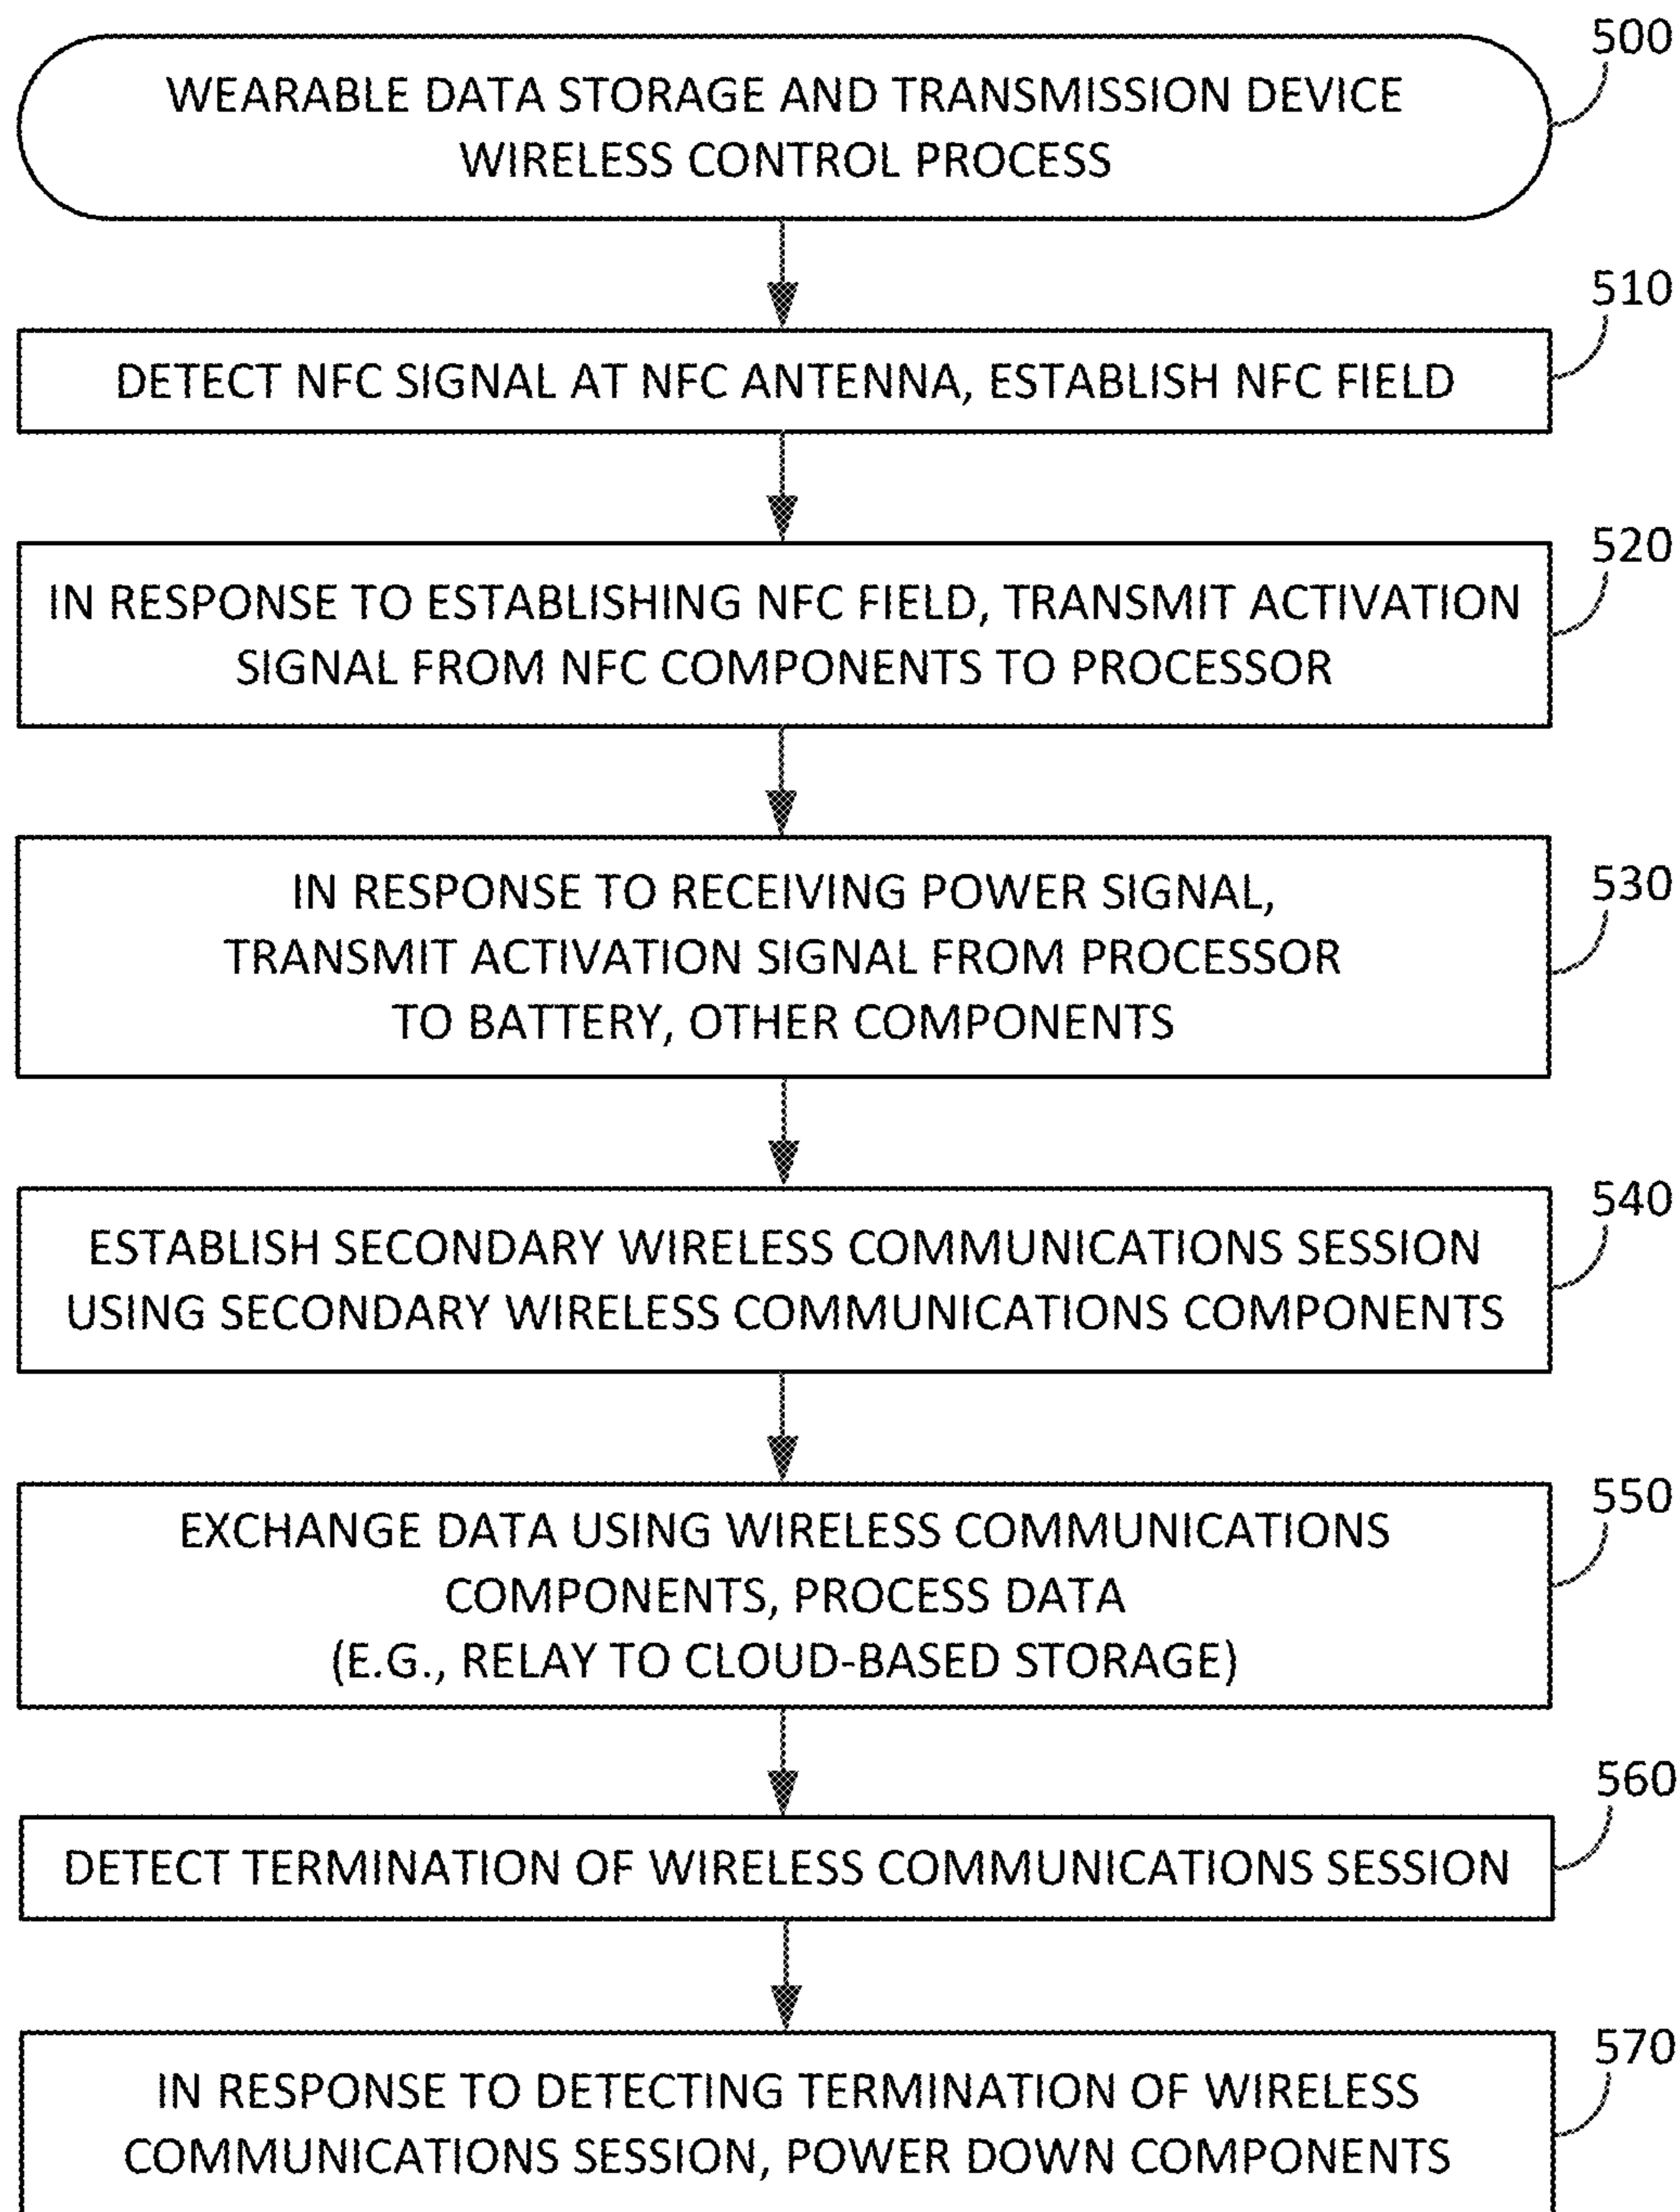 500
WEARABLE DATA STORAGE AND TRANSMISSION DEVICE
WIRELESS CONTROL PROCESS
510
DETECT NFC SIGNAL AT NFC ANTENNA, ESTABLISH NFC FIELD
520
IN RESPONSE TO ESTABLISHING NFC FIELD, TRANSMIT ACTIVATION
SIGNAL FROM NFC COMPONENTS TO PROCESSOR
530
IN RESPONSE TO RECEIVING POWER SIGNAL,
TRANSMIT ACTIVATION SIGNAL FROM PROCESSOR
TO BATTERY, OTHER COMPONENTS
540
ESTABLISH SECONDARY WIRELESS COMMUNICATIONS SESSION
USING SECONDARY WIRELESS COMMUNICATIONS COMPONENTS
550
EXCHANGE DATA USING WIRELESS COMMUNICATIONS
COMPONENTS, PROCESS DATA
(E.G., RELAY TO CLOUD-BASED STORAGE)
560
DETECT TERMINATION OF WIRELESS COMMUNICATIONS SESSION
570
IN RESPONSE TO DETECTING TERMINATION OF WIRELESS
COMMUNICATIONS SESSION, POWER DOWN COMPONENTS